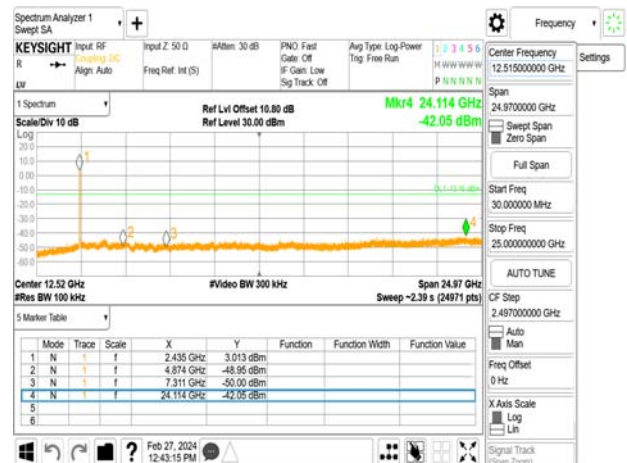 Spectrum Analyzer 1
Swept SA
Frequency
KEYSIGHT
R
Input: RF
Coupling: DC
Align: Auto
Input Z: 50 Ω
Freq Ref: Int (S)
#Atten: 30 dB
PNO: Fast
Gate: Off
IF Gain: Low
Sig Track: Off
Avg Type: Log-Power
Trig: Free Run
1 2 3 4 5 6
M W W W W W
P N N N N N
1 Spectrum
Scale/Div 10 dB
Ref Lvl Offset 10.80 dB
Ref Level 30.00 dBm
Mkr4 24.114 GHz
-42.05 dBm
Log
20.0
10.0
0.00
-10.0
-20.0
-30.0
-40.0
-50.0
-60.0
1
2
3
4
Center 12.52 GHz
#Res BW 100 kHz
#Video BW 300 kHz
Span 24.97 GHz
Sweep ~2.39 s (24971 pts)
5 Marker Table
Mode Trace Scale X Y Function Function Width Function Value
1 N 1 f 2.435 GHz 3.013 dBm
2 N 1 f 4.874 GHz -48.95 dBm
3 N 1 f 7.311 GHz -50.00 dBm
4 N 1 f 24.114 GHz -42.05 dBm
5
6
Feb 27, 2024
12:43:15 PM
?
Center Frequency
12.515000000 GHz
Settings
Span
24.9700000 GHz
Swept Span
Zero Span
Full Span
Start Freq
30.000000 MHz
Stop Freq
25.000000000 GHz
AUTO TUNE
CF Step
2.497000000 GHz
Auto
Man
Freq Offset
0 Hz
X Axis Scale
Log
Lin
Signal Track
(Span Zoom)